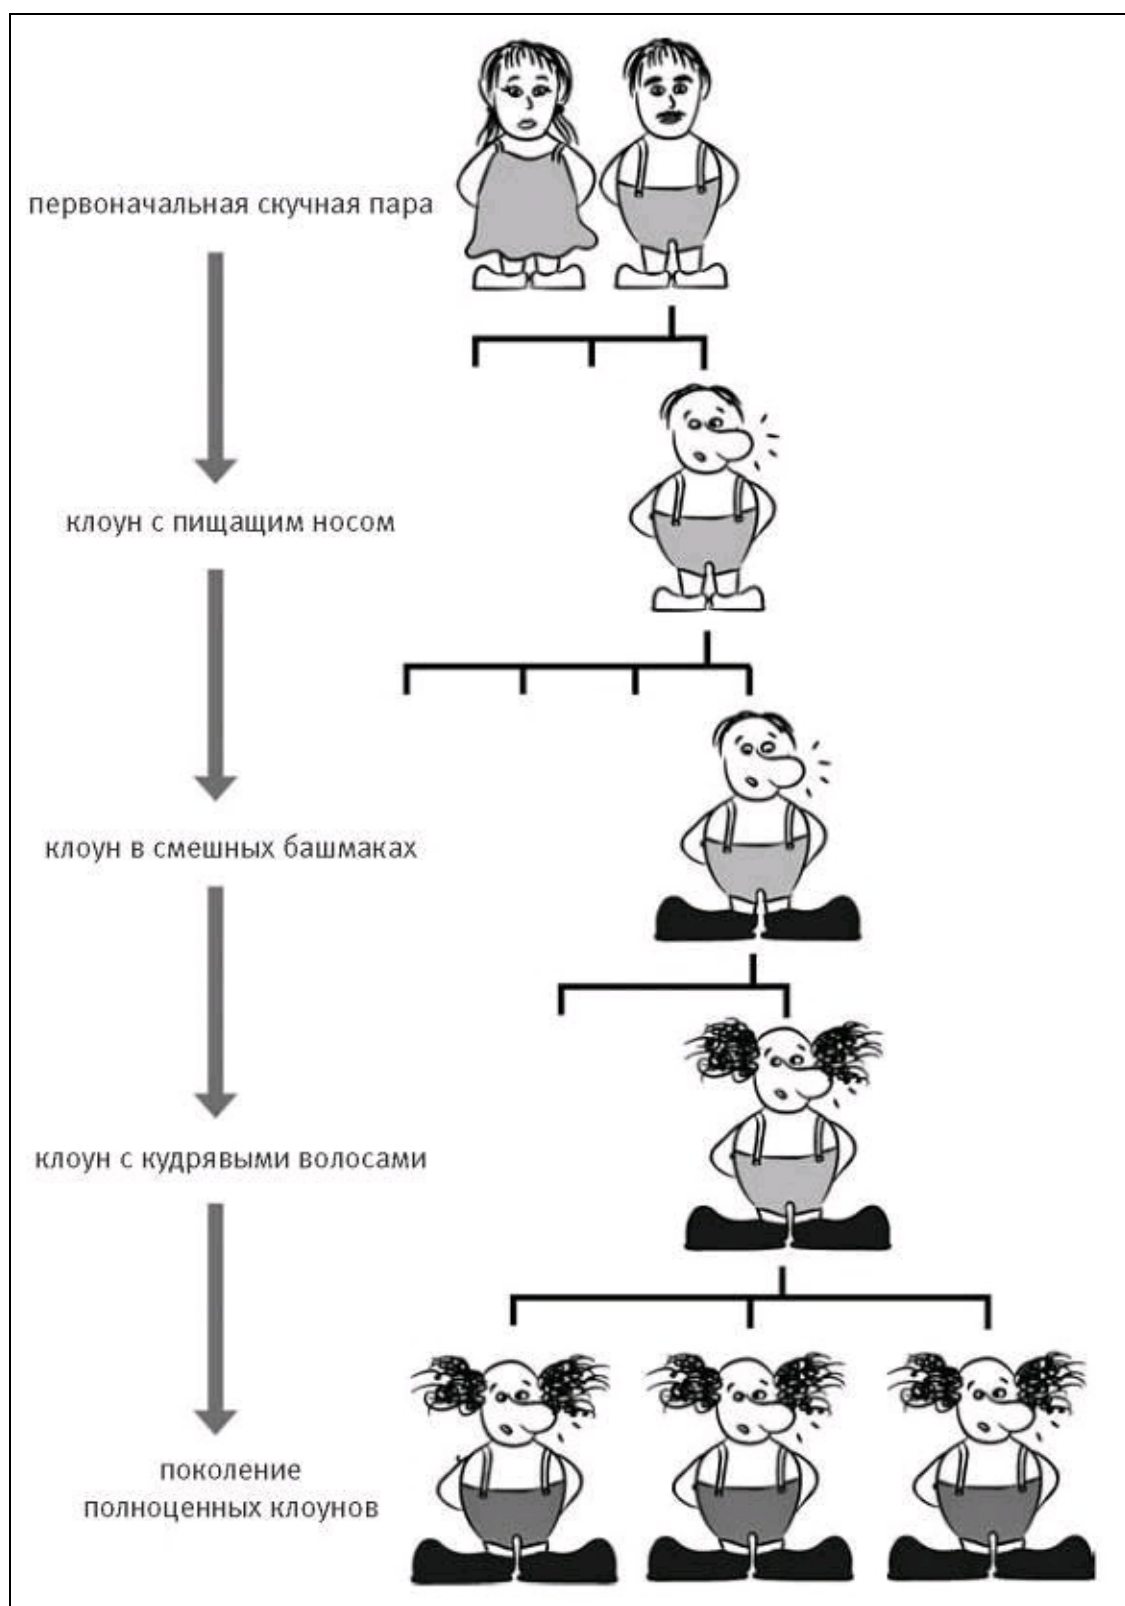 первоначальная скучная пара
клоун с пищащим носом
клоун в смешных башмаках
клоун с кудрявыми волосами
поколение
полноценных клоунов